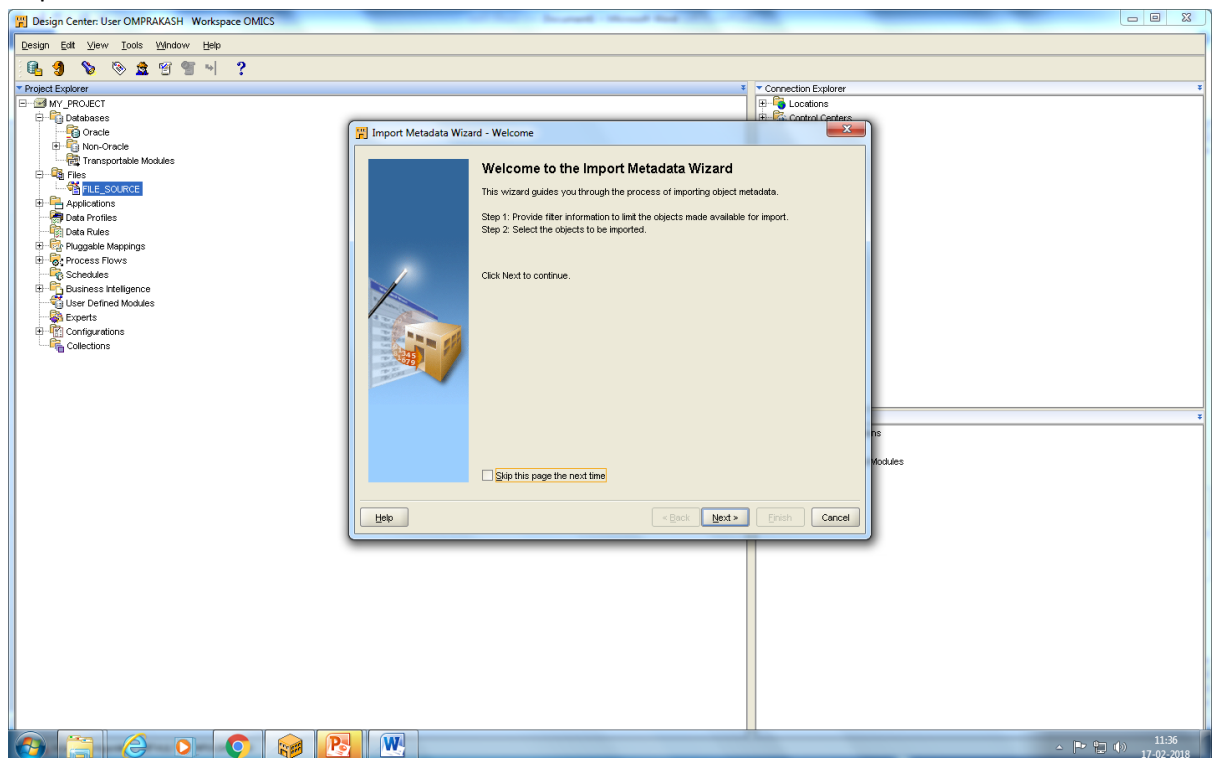 Design Center: User OMPRAKASH Workspace OMICS
Design Edit View Tools Window Help
Project Explorer
MY_PROJECT
Databases
Oracle
Non-Oracle
Transportable Modules
Files
FILE_SOURCE
Applications
Data Profiles
Data Rules
Pluggable Mappings
Process Flows
Schedules
Business Intelligence
User Defined Modules
Experts
Configurations
Collections
Connection Explorer
Locations
Control Centers
Import Metadata Wizard - Welcome
Welcome to the Import Metadata Wizard
This wizard guides you through the process of importing object metadata.
Step 1: Provide filter information to limit the objects made available for import.
Step 2: Select the objects to be imported.
Click Next to continue.
Skip this page the next time
Help < Back Next > Finish Cancel
ns
Modules
11:36
17-02-2018